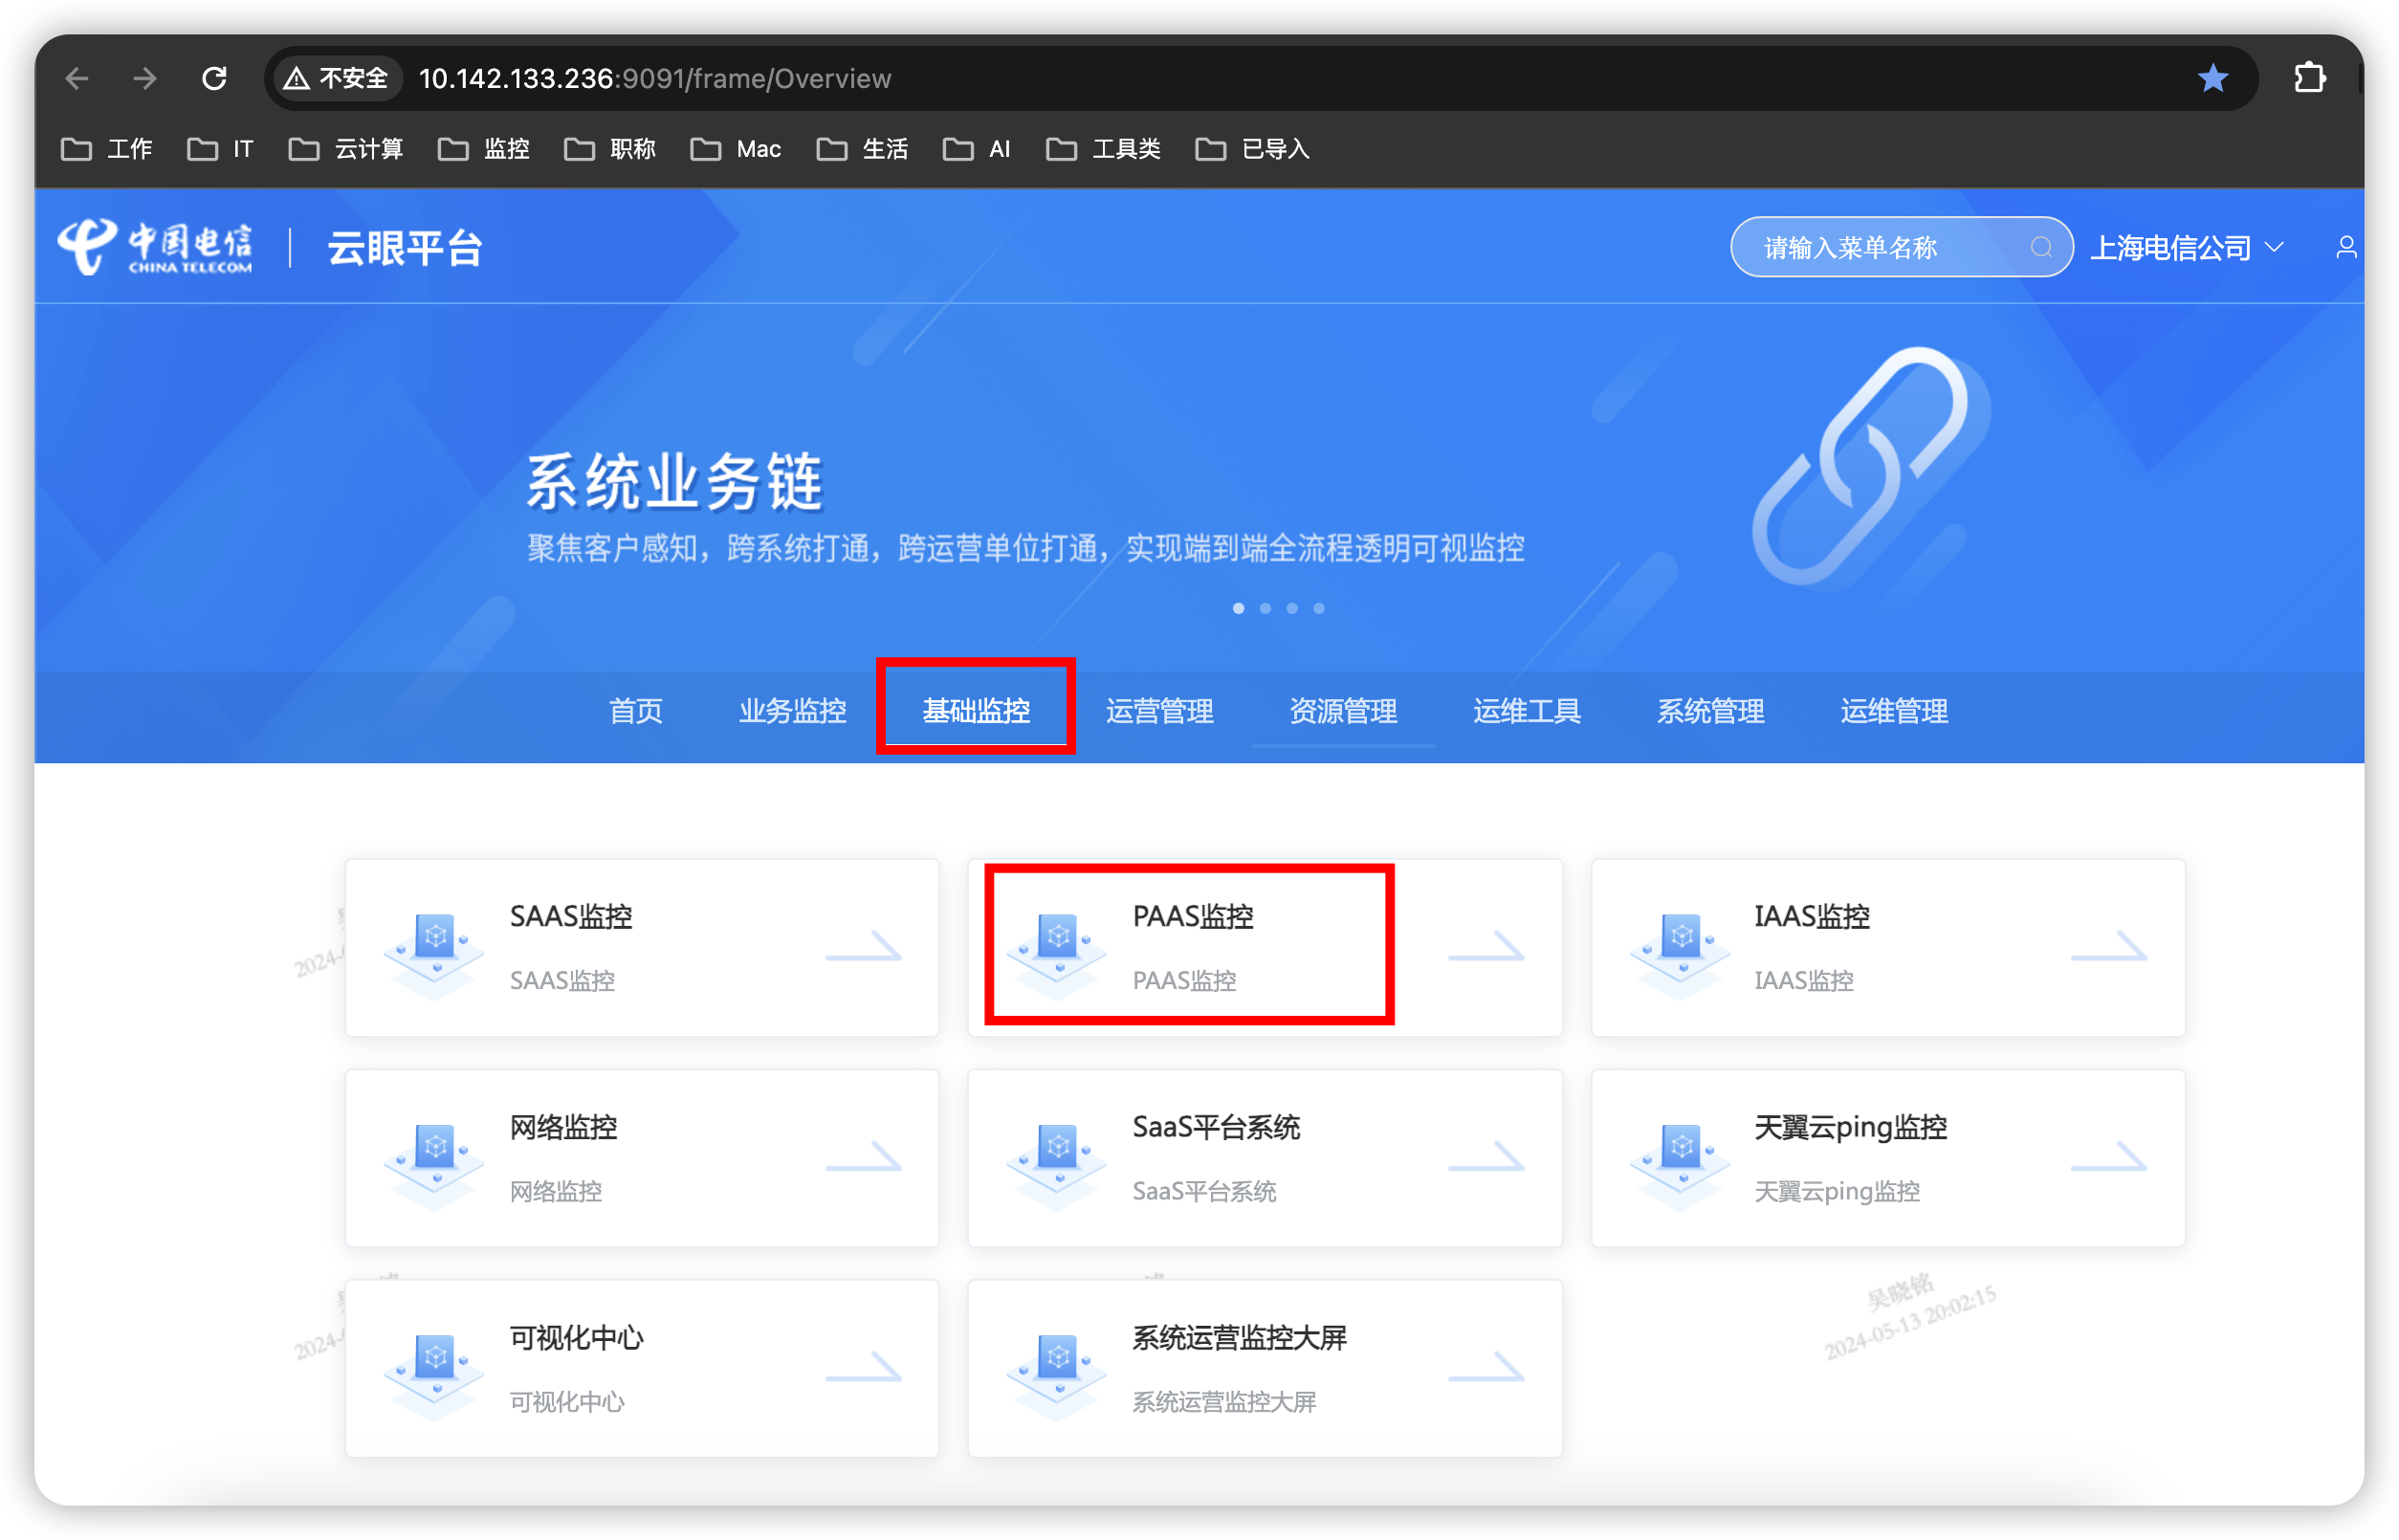 不安全 10.142.133.236:9091/frame/Overview
工作 IT 云计算 监控 职称 Mac 生活 AI 工具类 已导入
中国电信 CHINA TELECOM 云眼平台 请输入菜单名称 上海电信公司
系统业务链
聚焦客户感知，跨系统打通，跨运营单位打通，实现端到端全流程透明可视监控
首页 业务监控 基础监控 运营管理 资源管理 运维工具 系统管理 运维管理
SAAS监控 PAAS监控 IAAS监控
SAAS监控 PAAS监控 IAAS监控
2024-
网络监控 SaaS平台系统 天翼云ping监控
网络监控 SaaS平台系统 天翼云ping监控
吴晓铭
2024-05-13 20:02:15
2024-
可视化中心 系统运营监控大屏
可视化中心 系统运营监控大屏